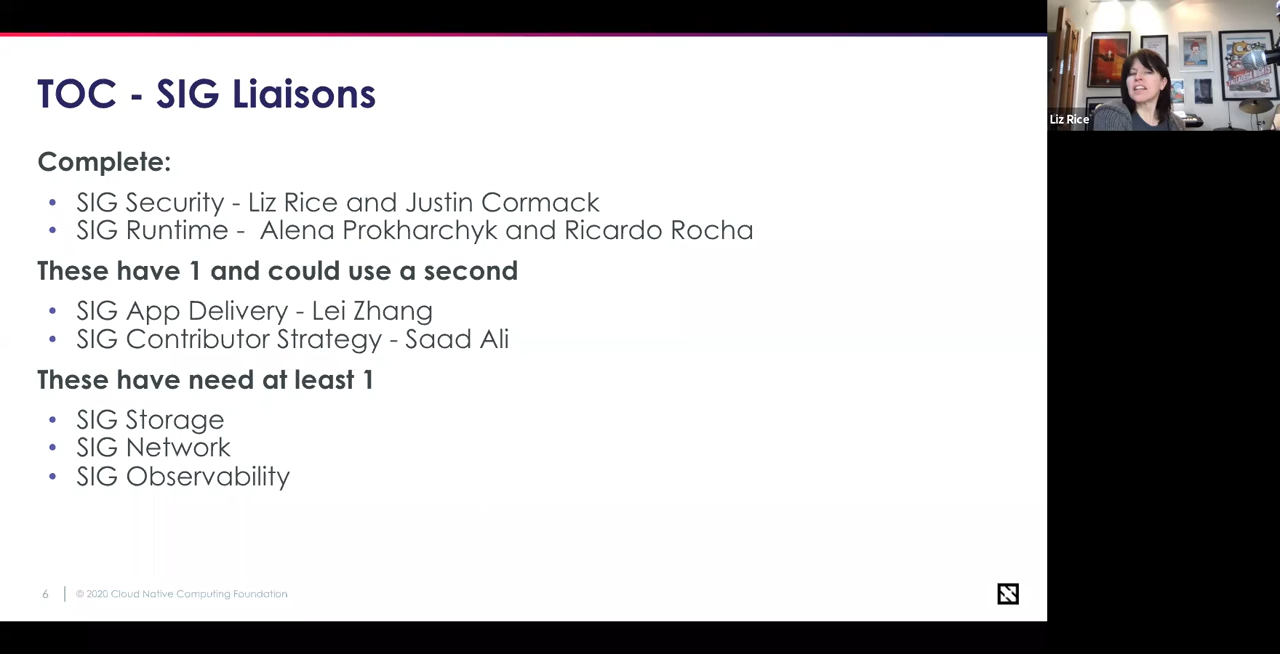 TOC - SIG Liaisons
Complete:
• SIG Security - Liz Rice and Justin Cormack
• SIG Runtime -  Alena Prokharchyk and Ricardo Rocha
These have 1 and could use a second
• SIG App Delivery - Lei Zhang
• SIG Contributor Strategy - Saad Ali
These have need at least 1
• SIG Storage
• SIG Network
• SIG Observability
6
© 2020 Cloud Native Computing Foundation
Liz Rice